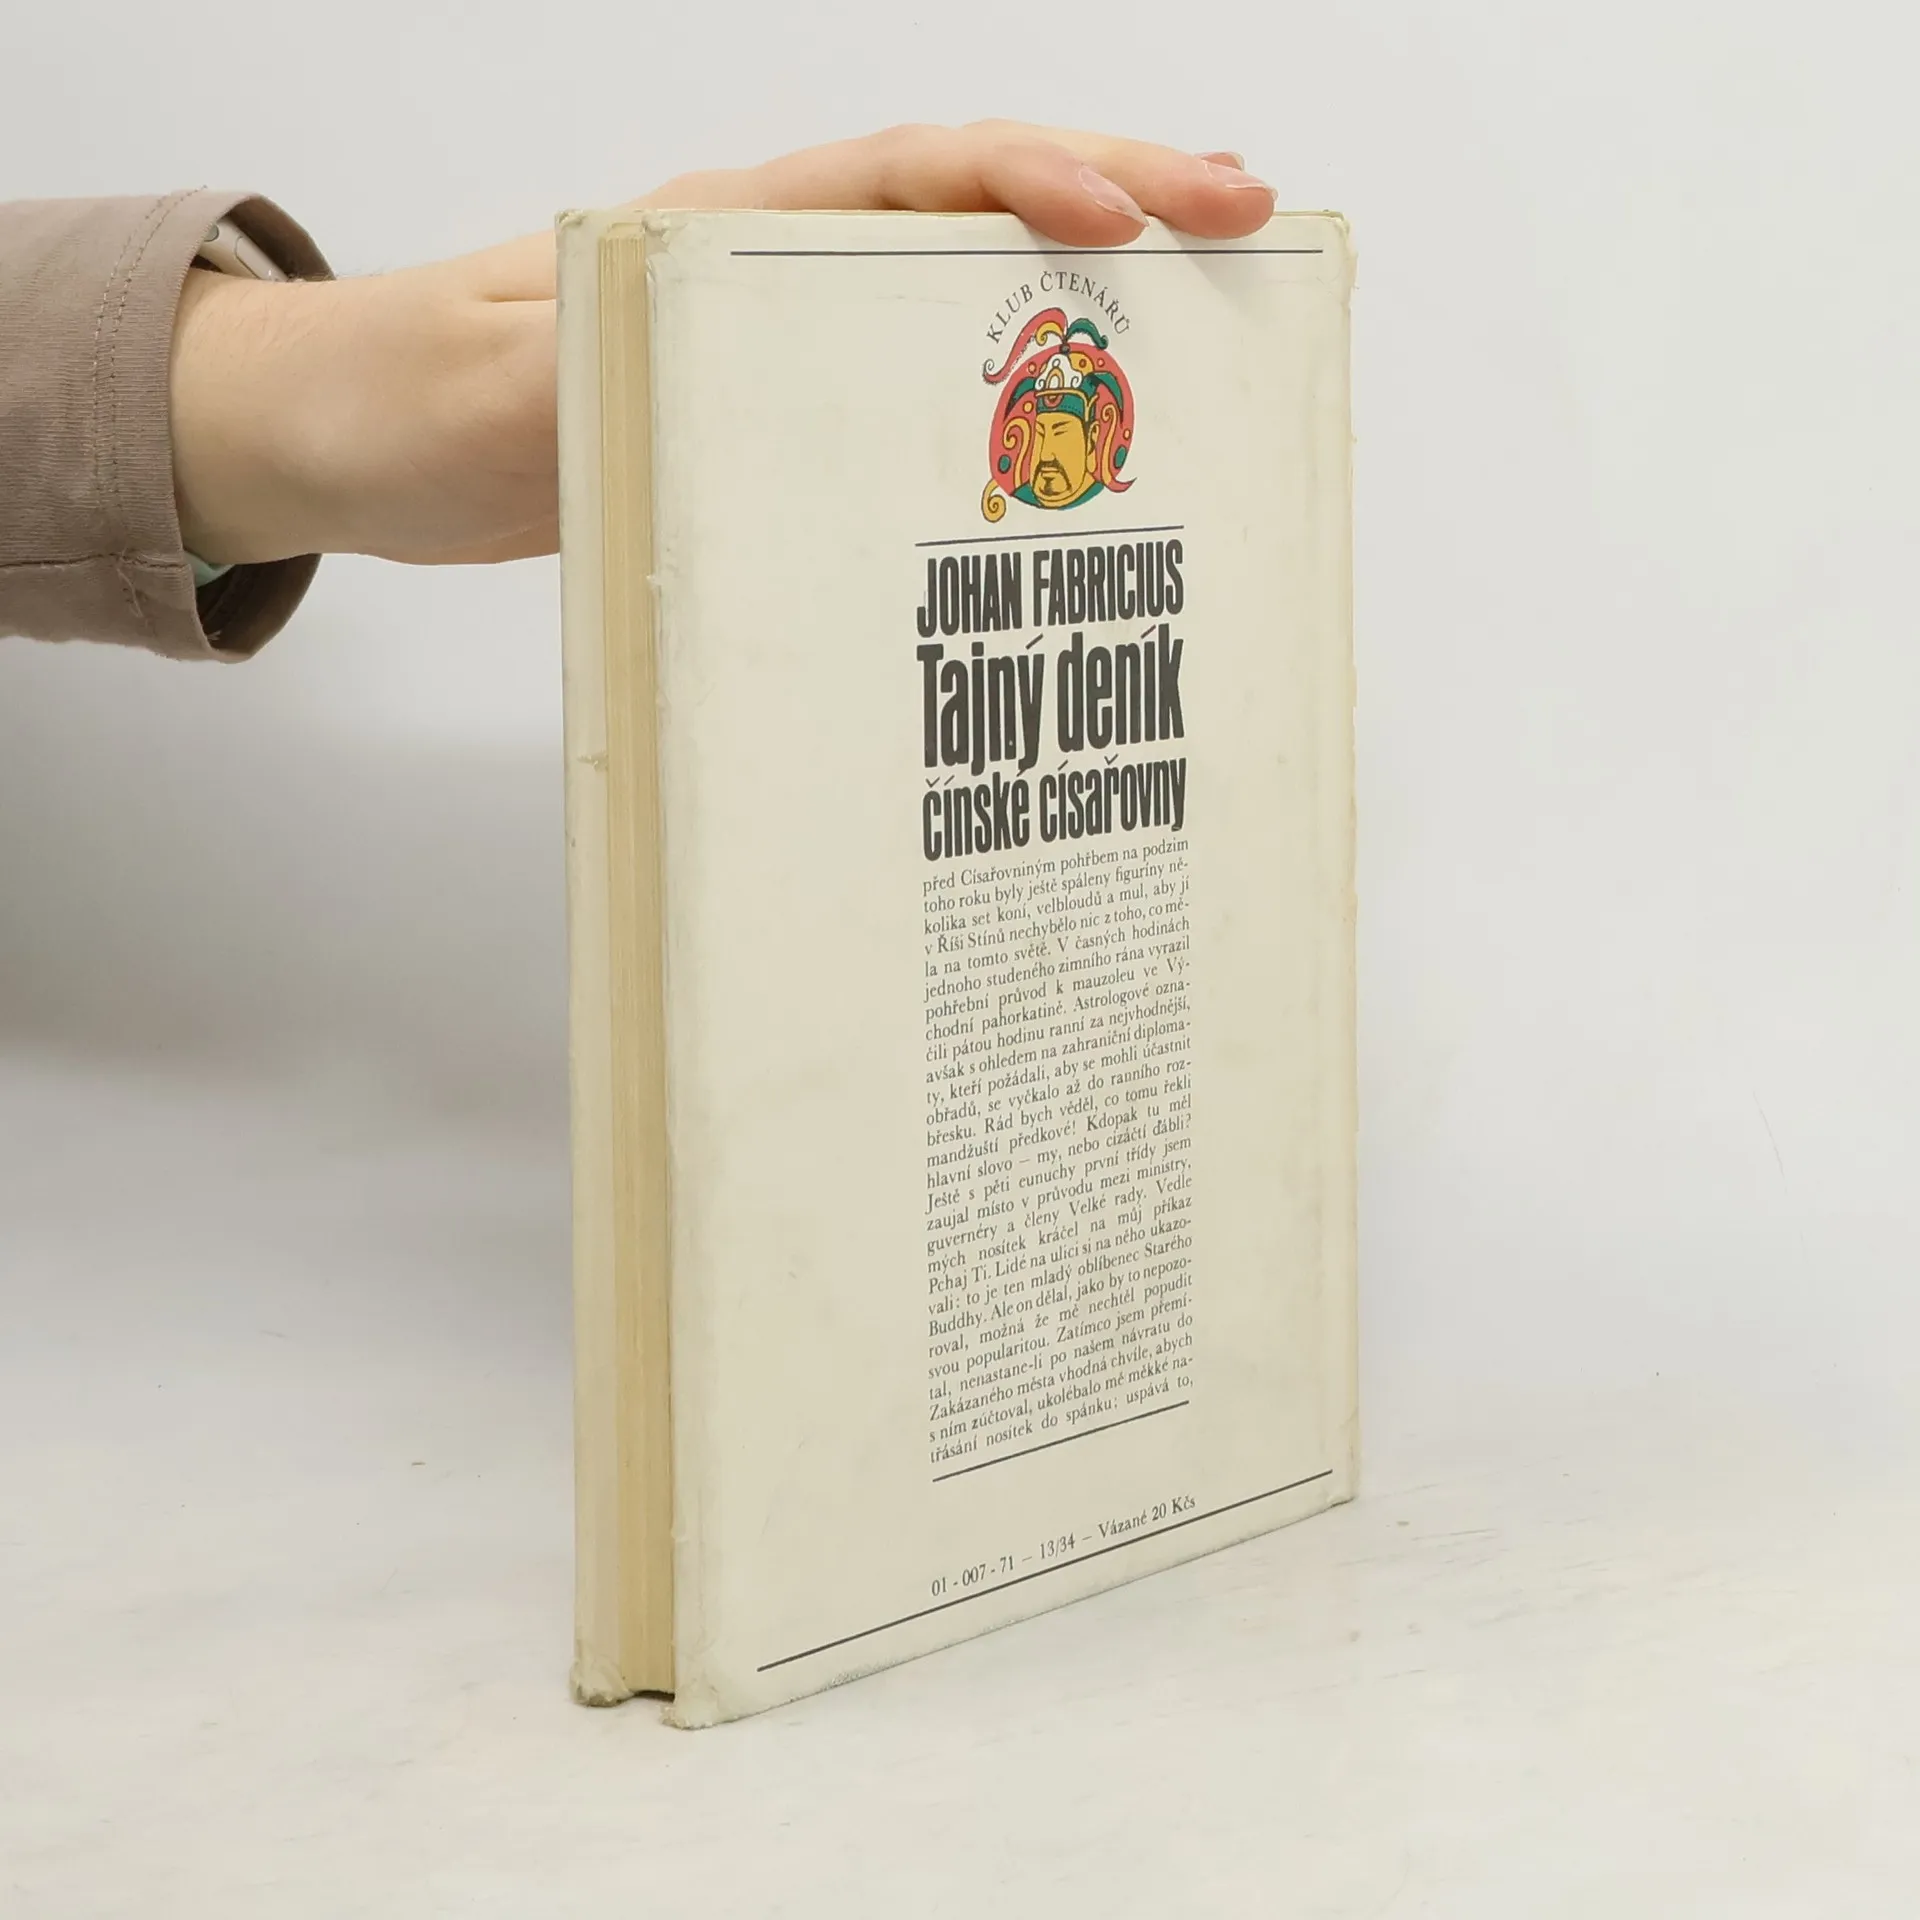 KLUB ČTENÁŘŮ
JOHAN FABRICIUS
Tajný deník
čínské císařovny
před Císařovniným pohřbem na podzim
toho roku byly ještě spáleny figuríny ně-
kolika set koní, velbloudů a mul, aby jí
v Říši Stínů nechybělo nic z toho, co mě-
la na tomto světě. V časných hodinách
jednoho studeného zimního rána vyrazil
pohřební průvod k mauzoleu ve Vý-
chodní pahorkatině. Astrologové ozna-
čili pátou hodinu ranní za nejvhodnější,
avšak s ohledem na zahraniční diploma-
ty, kteří požádali, aby se mohli účastnit
obřadů, se vyčkalo až do ranního roz-
břesku. Rád bych věděl, co tomu řekli
mandžuští předkové! Kdopak tu měl
hlavní slovo – my, nebo cizáčtí ďábli?
Ještě s pěti eunuchy první třídy jsem
zaujal místo v průvodu mezi ministry,
guvernéry a členy Velké rady. Vedle
mých nosítek kráčel na můj příkaz
Pchaj Ti. Lidé na ulici si na něho ukazo-
vali: to je ten mladý oblíbenec Starého
Buddhy. Ale on dělal, jako by to nepozo-
roval, možná že mě nechtěl popudit
svou popularitou. Zatímco jsem přemí-
tal, nenastane-li po našem návratu do
Zakázaného města vhodná chvíle, abych
s ním zúčtoval, ukolébalo mě měkké na-
třásání nosítek do spánku; uspává to,
01 - 007 - 71 – 13/34 – Vázané 20 Kčs